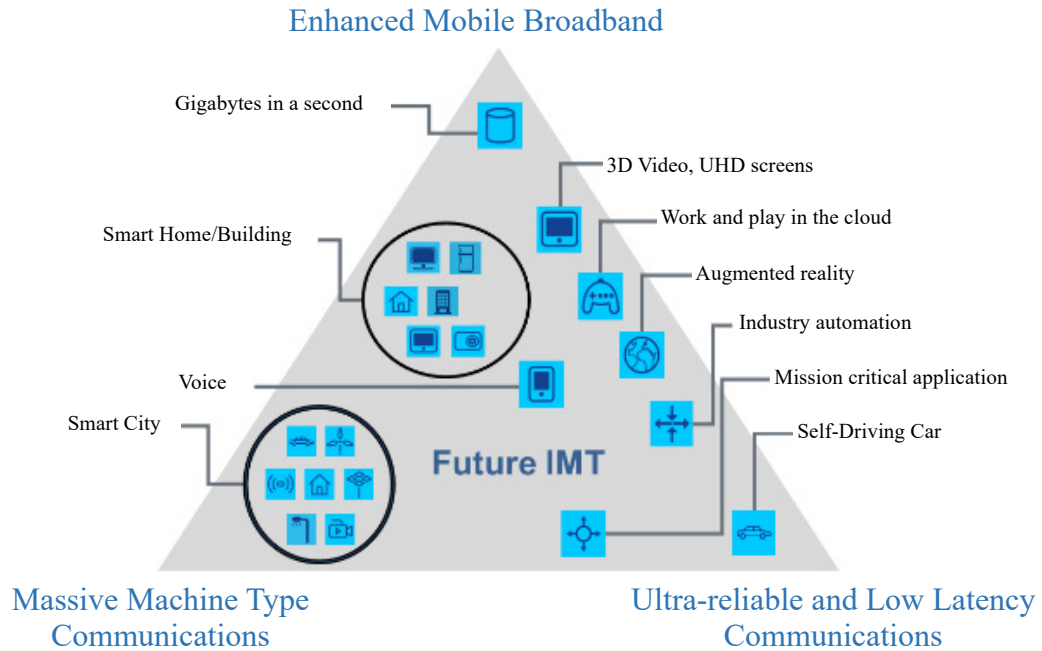 Enhanced Mobile Broadband
Gigabytes in a second
3D Video, UHD screens
Work and play in the cloud
Smart Home/Building
Augmented reality
Industry automation
Voice
Mission critical application
Smart City
Self-Driving Car
Future IMT
Massive Machine Type
Communications
Ultra-reliable and Low Latency
Communications